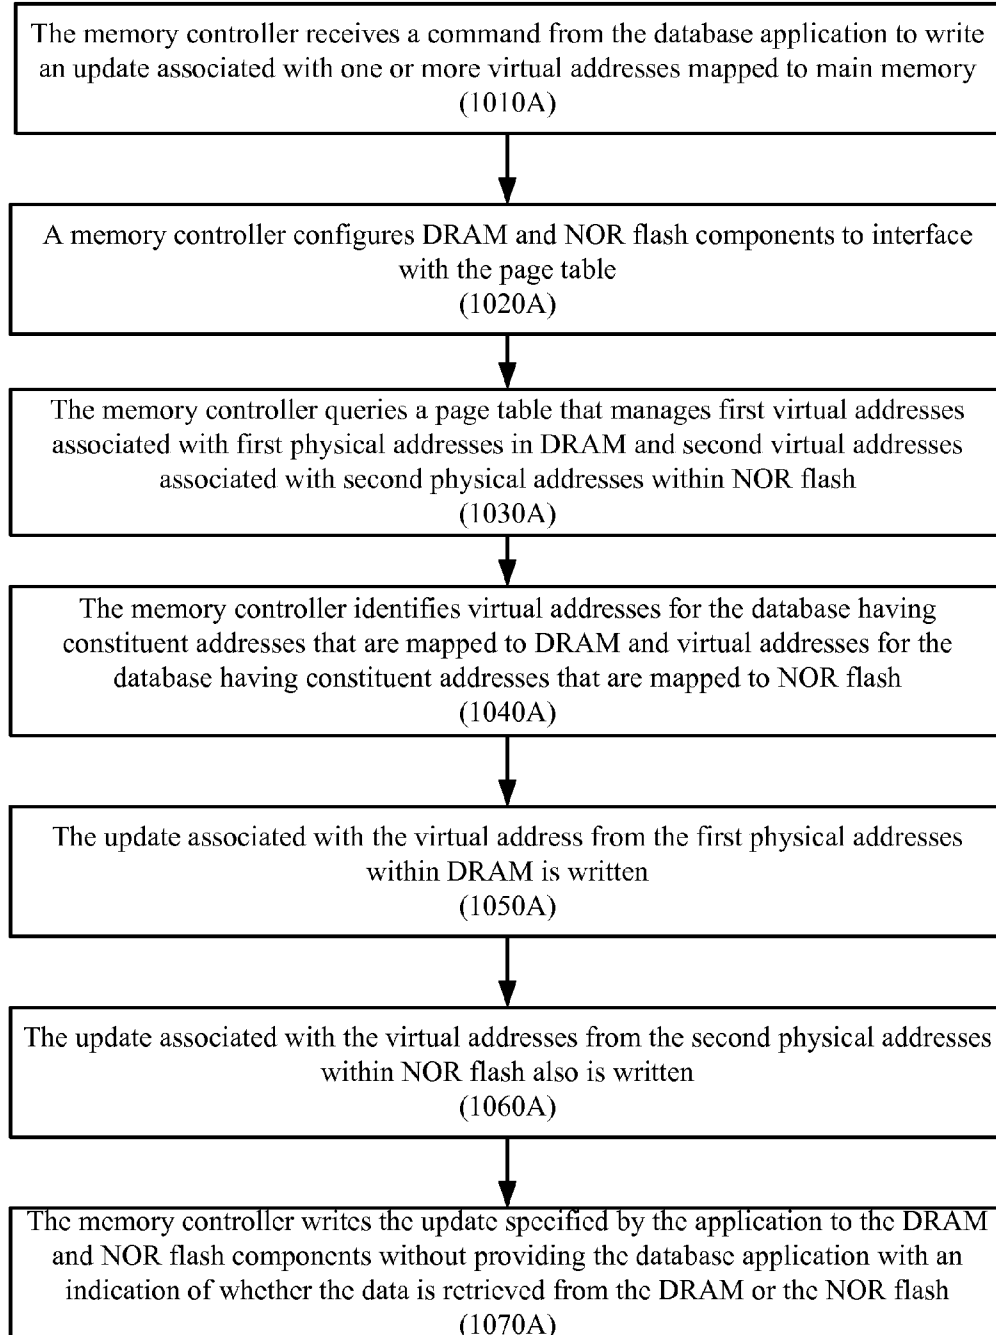 The memory controller receives a command from the database application to write
an update associated with one or more virtual addresses mapped to main memory
(1010A)
A memory controller configures DRAM and NOR flash components to interface
with the page table
(1020A)
The memory controller queries a page table that manages first virtual addresses
associated with first physical addresses in DRAM and second virtual addresses
associated with second physical addresses within NOR flash
(1030A)
The memory controller identifies virtual addresses for the database having
constituent addresses that are mapped to DRAM and virtual addresses for the
database having constituent addresses that are mapped to NOR flash
(1040A)
The update associated with the virtual address from the first physical addresses
within DRAM is written
(1050A)
The update associated with the virtual addresses from the second physical addresses
within NOR flash also is written
(1060A)
The memory controller writes the update specified by the application to the DRAM
and NOR flash components without providing the database application with an
indication of whether the data is retrieved from the DRAM or the NOR flash
(1070A)